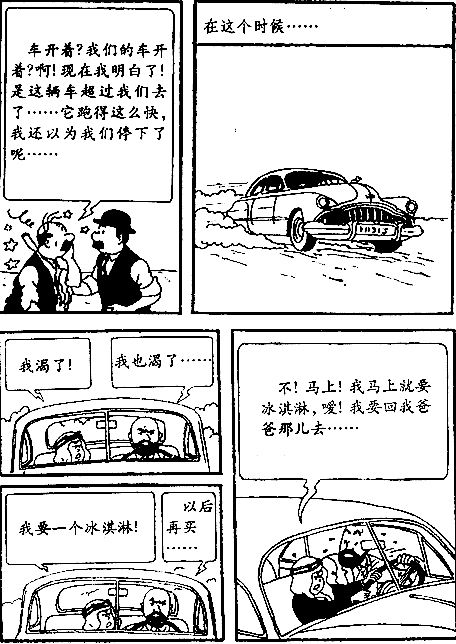 车开着?我们的车开
着?啊!现在我明白了!
是这辆车超过我们去
了……它跑得这么快,
我还以为我们停下了
呢……
在这个时候……
我渴了!
我也渴了……
我要一个冰淇淋!
以后
再买
……
不!马上!我马上就要
冰淇淋,嗳!我要回我爸
爸那儿去……